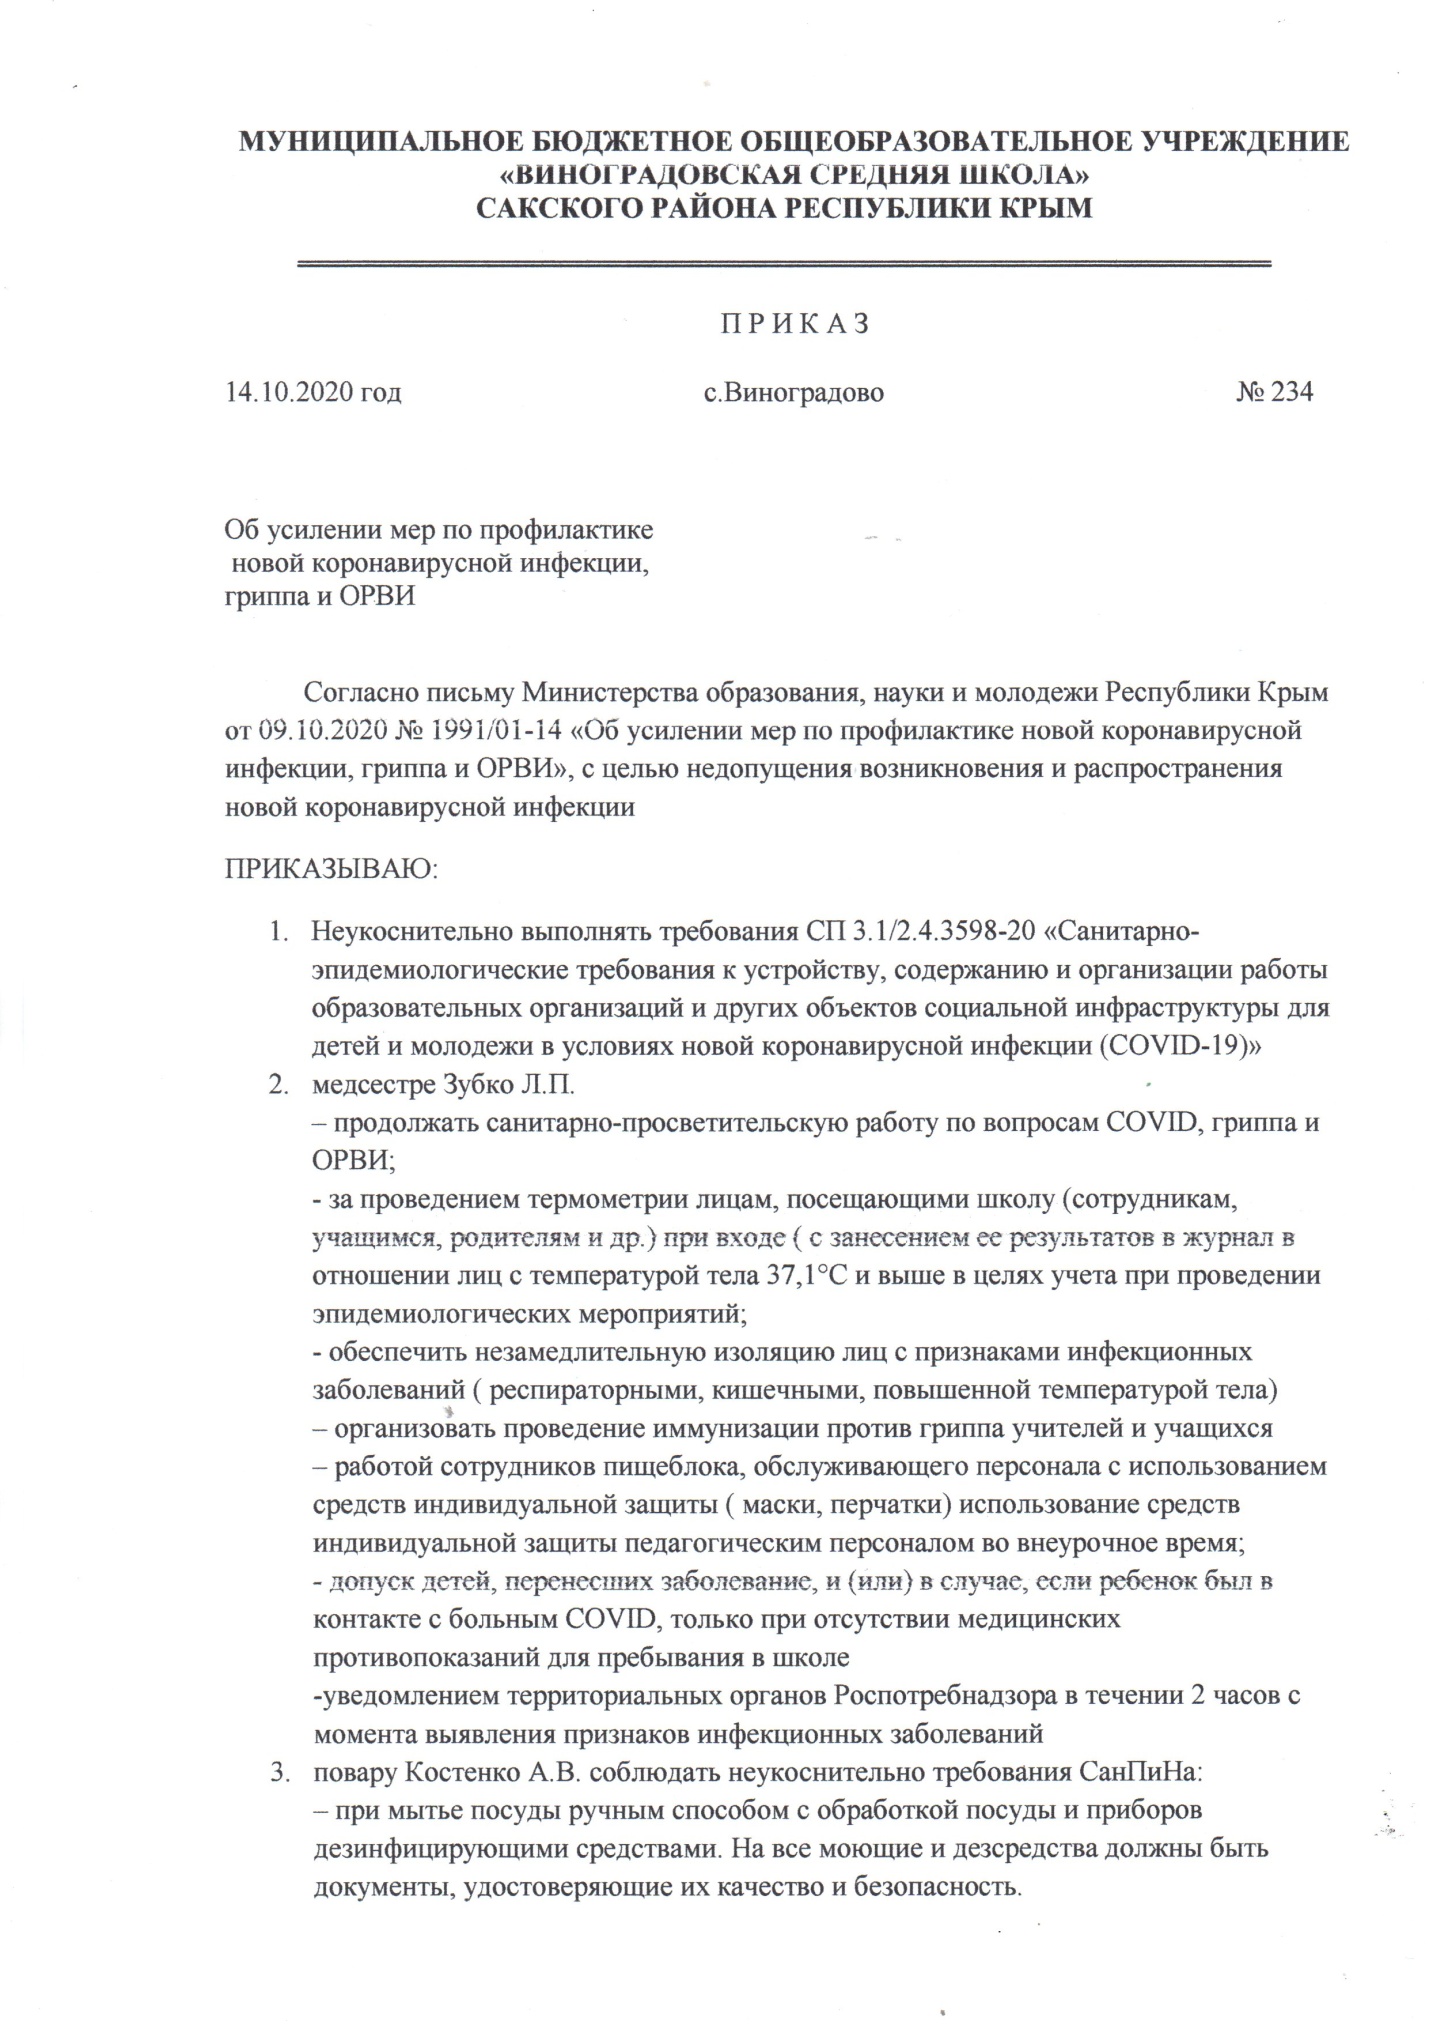 МУНИЦИПАЛЬНОЕ БЮДЖЕТНОЕ ОБЩЕОБРАЗОВАТЕЛЬНОЕ УЧРЕЖДЕНИЕ
«ВИНОГРАДОВСКАЯ СРЕДНЯЯ ШКОЛА»
САКСКОГО РАЙОНА РЕСПУБЛИКИ КРЫМ
П Р И К А З
14.10.2020 год с.Виноградово № 234
Об усилении мер по профилактике
новой коронавирусной инфекции,
гриппа и ОРВИ
Согласно письму Министерства образования, науки и молодежи Республики Крым
от 09.10.2020 № 1991/01-14 «Об усилении мер по профилактике новой коронавирусной
инфекции, гриппа и ОРВИ», с целью недопущения возникновения и распространения
новой коронавирусной инфекции
ПРИКАЗЫВАЮ:
1. Неукоснительно выполнять требования СП 3.1/2.4.3598-20 «Санитарно-
эпидемиологические требования к устройству, содержанию и организации работы
образовательных организаций и других объектов социальной инфраструктуры для
детей и молодежи в условиях новой коронавирусной инфекции (COVID-19)»
2. медсестре Зубко Л.П.
– продолжать санитарно-просветительскую работу по вопросам COVID, гриппа и
ОРВИ;
- за проведением термометрии лицам, посещающими школу (сотрудникам,
учащимся, родителям и др.) при входе ( с занесением ее результатов в журнал в
отношении лиц с температурой тела 37,1°С и выше в целях учета при проведении
эпидемиологических мероприятий;
- обеспечить незамедлительную изоляцию лиц с признаками инфекционных
заболеваний ( респираторными, кишечными, повышенной температурой тела)
– организовать проведение иммунизации против гриппа учителей и учащихся
– работой сотрудников пищеблока, обслуживающего персонала с использованием
средств индивидуальной защиты ( маски, перчатки) использование средств
индивидуальной защиты педагогическим персоналом во внеурочное время;
- допуск детей, перенесших заболевание, и (или) в случае, если ребенок был в
контакте с больным COVID, только при отсутствии медицинских
противопоказаний для пребывания в школе
-уведомлением территориальных органов Роспотребнадзора в течении 2 часов с
момента выявления признаков инфекционных заболеваний
3. повару Костенко А.В. соблюдать неукоснительно требования СанПиНа:
– при мытье посуды ручным способом с обработкой посуды и приборов
дезинфицирующими средствами. На все моющие и дезсредства должны быть
документы, удостоверяющие их качество и безопасность.